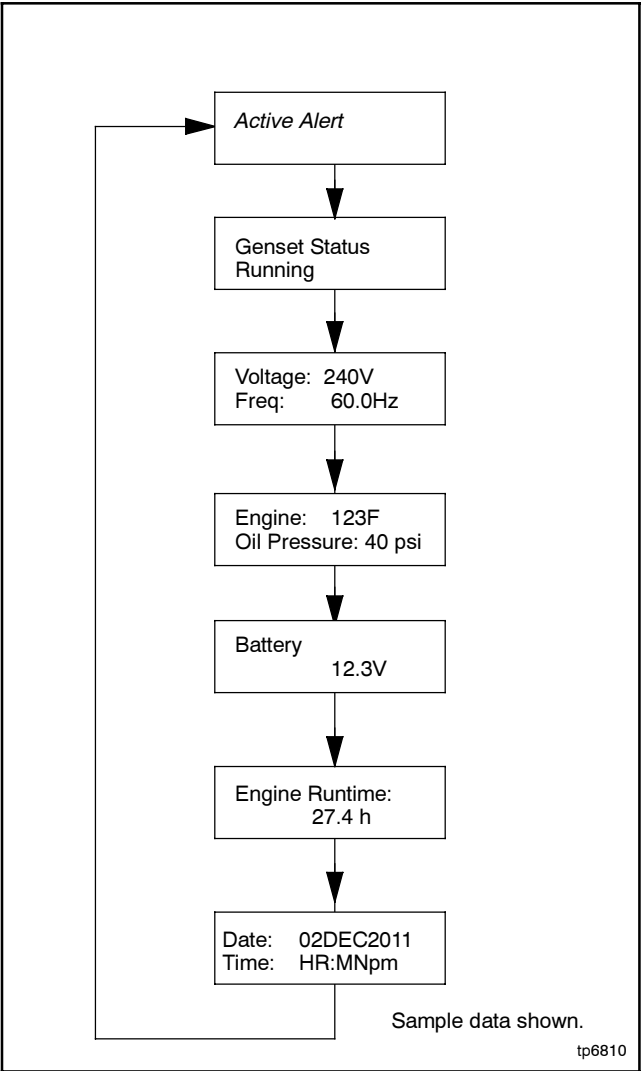 Active Alert
Genset Status
Running
Voltage: 240V
Freq: 60.0Hz
Engine: 123F
Oil Pressure: 40 psi
Battery
12.3V
Engine Runtime:
27.4 h
Date: 02DEC2011
Time: HR:MNpm
Sample data shown.
tp6810